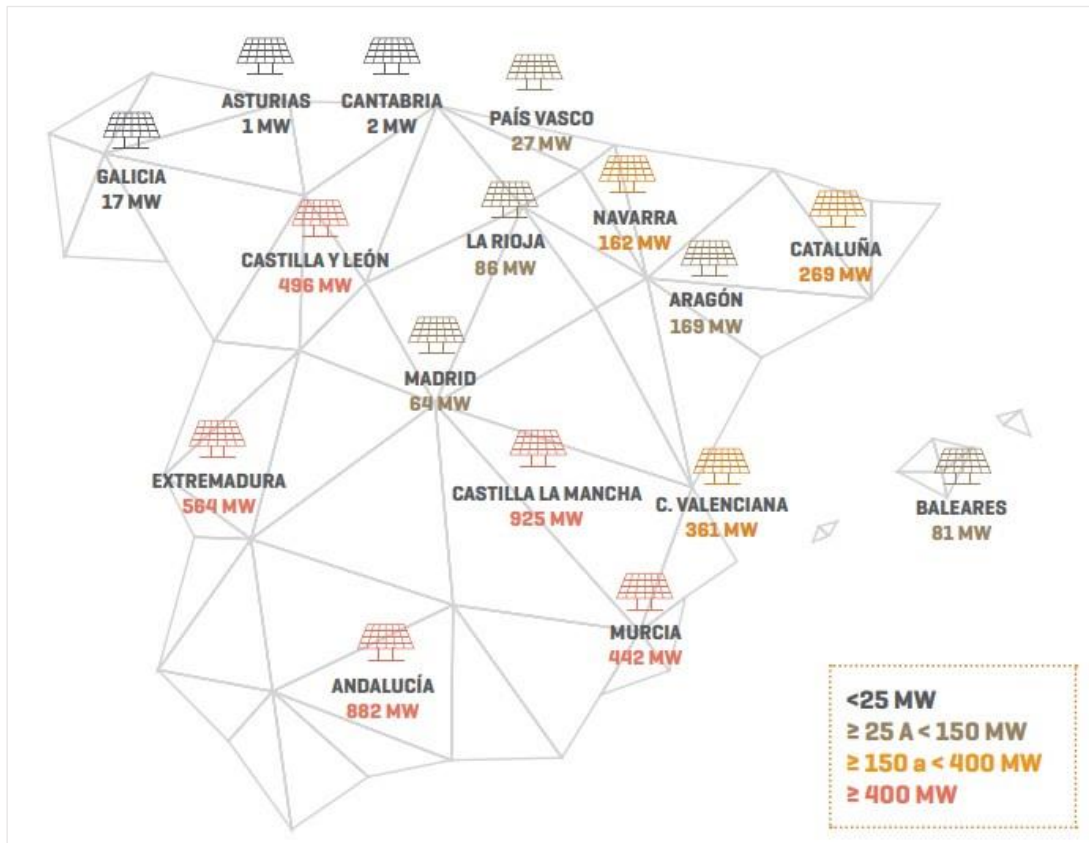 ASTURIAS
1 MW
CANTABRIA
2 MW
PAÍS VASCO
27 MW
GALICIA
17 MW
CASTILLA Y LEÓN
496 MW
LA RIOJA
86 MW
NAVARRA
162 MW
CATALUÑA
269 MW
ARAGÓN
169 MW
MADRID
64 MW
EXTREMADURA
564 MW
CASTILLA LA MANCHA
925 MW
C. VALENCIANA
361 MW
BALEARES
81 MW
MURCIA
442 MW
ANDALUCÍA
882 MW
<25 MW
≥ 25 A < 150 MW
≥ 150 a < 400 MW
≥ 400 MW